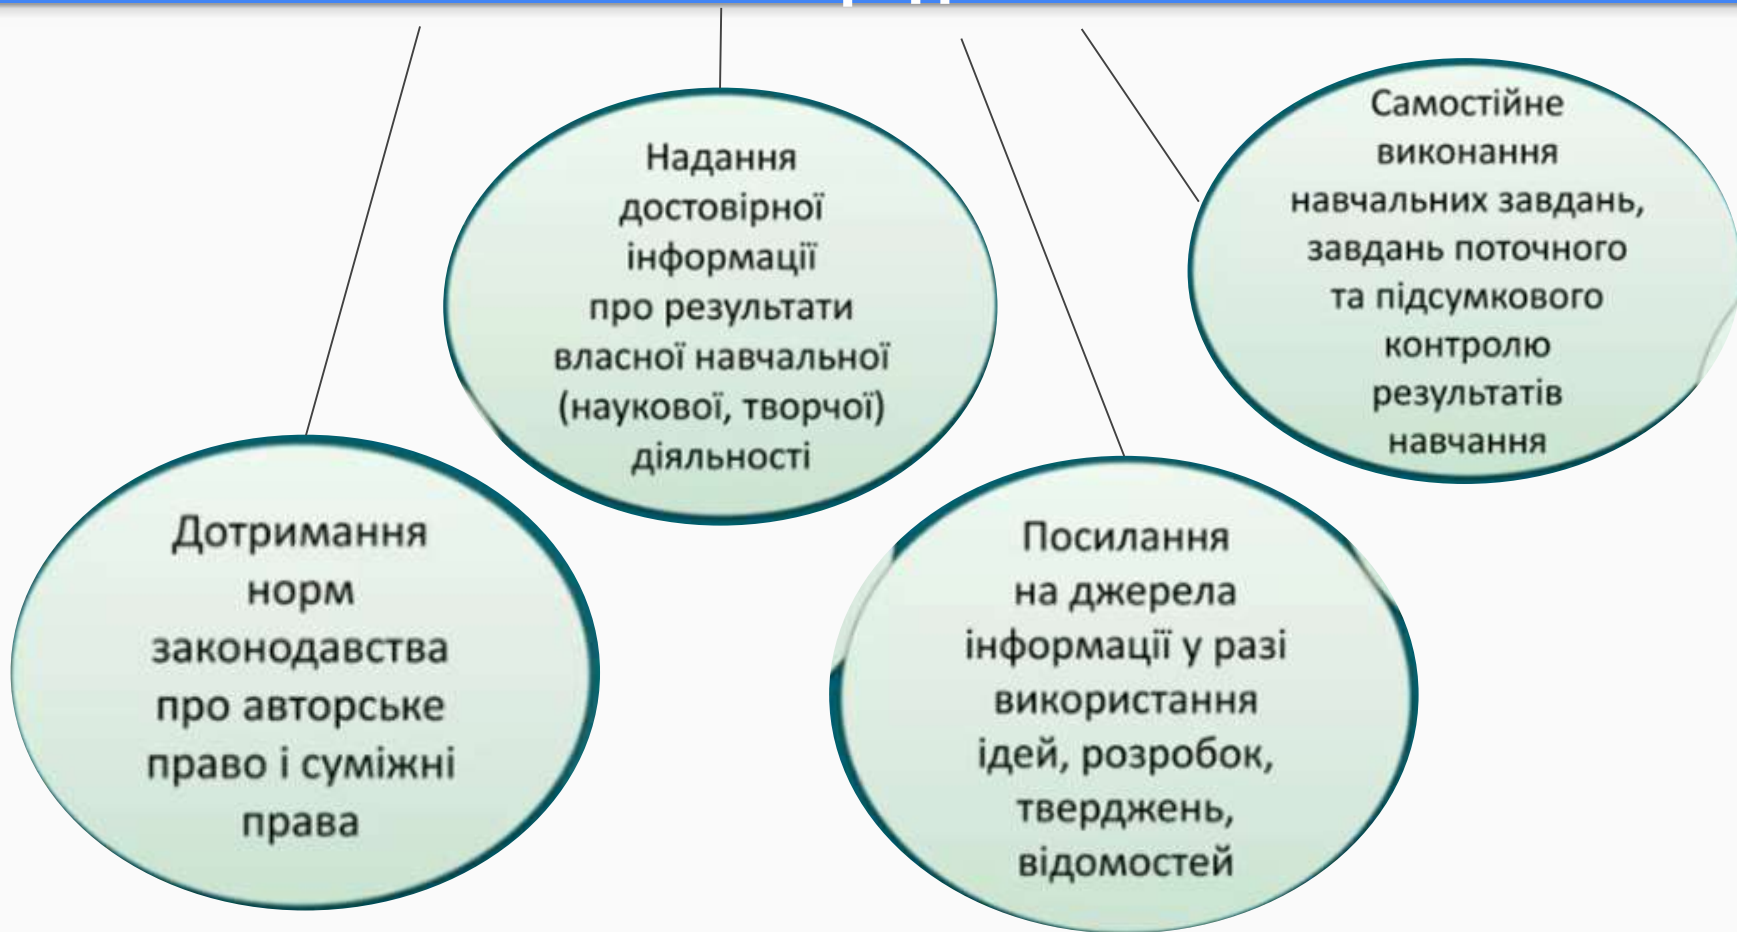 Надання
достовірної
інформації
про результати
власної навчальної
(наукової, творчої)
діяльності
Самостійне
виконання
навчальних завдань,
завдань поточного
та підсумкового
контролю
результатів
навчання
Дотримання
норм
законодавства
про авторське
право і суміжні
права
Посилання
на джерела
інформації у разі
використання
ідей, розробок,
тверджень,
відомостей